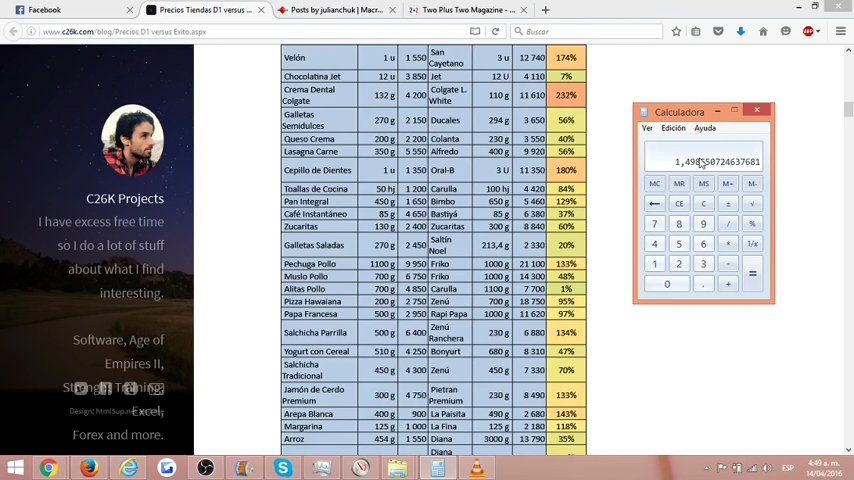 Facebook
Precios Tiendas D1 versus ...
Posts by julianchuk | Macr...
Two Plus Two Magazine - ...
www.c26k.com/blog/Precios D1 versus Exito.aspx
Buscar
ABP
C26K Projects
I have excess free time
so I do a lot of stuff
about what I find
interesting.
Software, Age of
Empires II,
Strength Training,
Excel,
Design: html5up.net
Forex and more.
Velón 1 u 1 550 San Cayetano 3 u 12 740 174%
Chocolatina Jet 12 u 3 850 Jet 12 U 4 110 7%
Crema Dental Colgate 132 g 4 200 Colgate L. White 110 g 11 610 232%
Galletas Semidulces 270 g 2 150 Ducales 294 g 3 650 56%
Queso Crema 200 g 2 200 Colanta 230 g 3 550 40%
Lasagna Carne 350 g 5 550 Alfredo 400 g 9 920 56%
Cepillo de Dientes 1 u 1 350 Oral-B 3 U 11 350 180%
Toallas de Cocina 50 hj 1 200 Carulla 100 hj 4 420 84%
Pan Integral 450 g 1 650 Bimbo 650 g 5 460 129%
Café Instantáneo 85 g 4 650 Bastiyá 85 g 6 380 37%
Zucaritas 130 g 2 400 Zucaritas 300 g 8 840 60%
Galletas Saladas 270 g 2 450 Saltín Noel 213,4 g 2 330 20%
Pechuga Pollo 1100 g 9 950 Friko 1000 g 21 100 133%
Muslo Pollo 700 g 6 750 Friko 1000 g 14 300 48%
Alitas Pollo 700 g 4 850 Carulla 1100 g 7 700 1%
Pizza Hawaiana 200 g 2 750 Zenú 700 g 18 750 95%
Papa Francesa 500 g 2 950 Rapi Papa 1000 g 11 620 97%
Salchicha Parrilla 500 g 6 400 Zenú Ranchera 230 g 6 880 134%
Yogurt con Cereal 510 g 4 240 Bonyurt 680 g 8 310 47%
Salchicha Tradicional 450 g 4 300 Zenú 450 g 7 330 70%
Jamón de Cerdo Premium 300 g 4 750 Pietran Premium 230 g 8 490 133%
Arepa Blanca 400 g 900 La Paisita 490 g 2 680 143%
Margarina 125 g 1 000 La Fina 125 g 2 180 118%
Arroz 454 g 1 550 Diana 3000 g 13 790 35%
Diana
Calculadora
Ver Edición Ayuda
MC MR MS M+ M-
← CE C ± √
7 8 9 / %
4 5 6 * 1/x
1 2 3 - =
0 , +
ESP
4:49 a. m.
14/04/2016